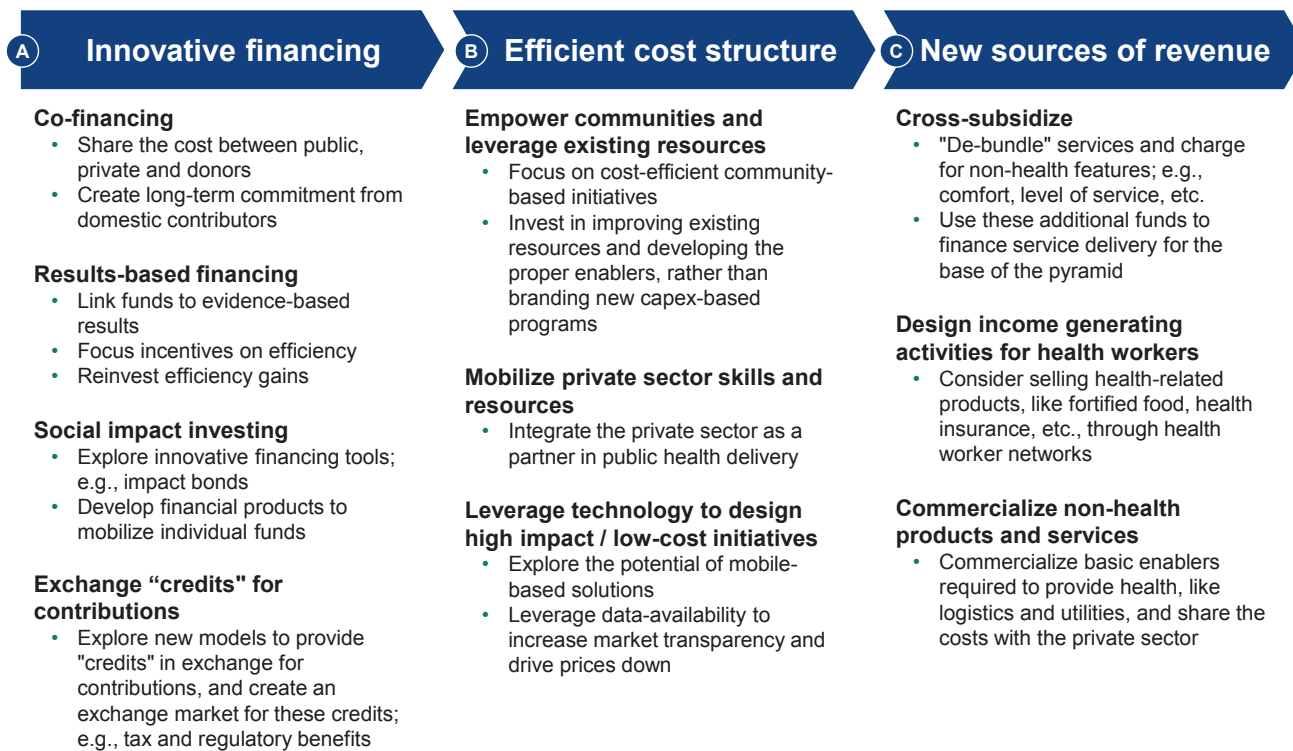 A Innovative financing
Co-financing
• Share the cost between public,
private and donors
• Create long-term commitment from
domestic contributors
Results-based financing
• Link funds to evidence-based
results
• Focus incentives on efficiency
• Reinvest efficiency gains
Social impact investing
• Explore innovative financing tools;
e.g., impact bonds
• Develop financial products to
mobilize individual funds
Exchange “credits" for
contributions
• Explore new models to provide
"credits" in exchange for
contributions, and create an
exchange market for these credits;
e.g., tax and regulatory benefits
B Efficient cost structure
Empower communities and
leverage existing resources
• Focus on cost-efficient community-
based initiatives
• Invest in improving existing
resources and developing the
proper enablers, rather than
branding new capex-based
programs
Mobilize private sector skills and
resources
• Integrate the private sector as a
partner in public health delivery
Leverage technology to design
high impact / low-cost initiatives
• Explore the potential of mobile-
based solutions
• Leverage data-availability to
increase market transparency and
drive prices down
C New sources of revenue
Cross-subsidize
• "De-bundle" services and charge
for non-health features; e.g.,
comfort, level of service, etc.
• Use these additional funds to
finance service delivery for the
base of the pyramid
Design income generating
activities for health workers
• Consider selling health-related
products, like fortified food, health
insurance, etc., through health
worker networks
Commercialize non-health
products and services
• Commercialize basic enablers
required to provide health, like
logistics and utilities, and share the
costs with the private sector